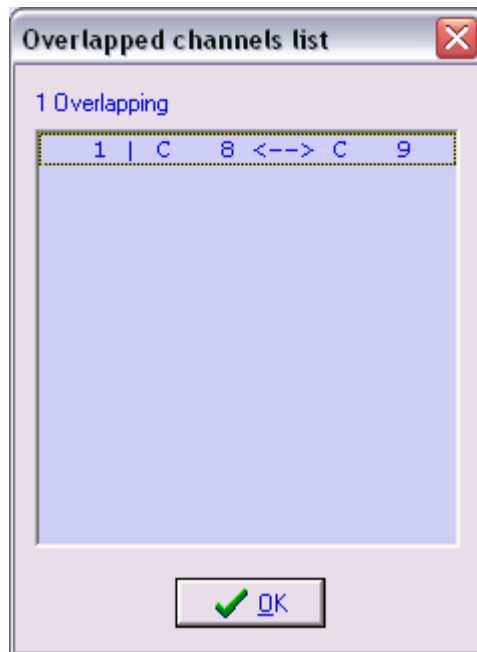 Overlapped channels list
1 Overlapping
1 | C 8 <--> C 9
OK